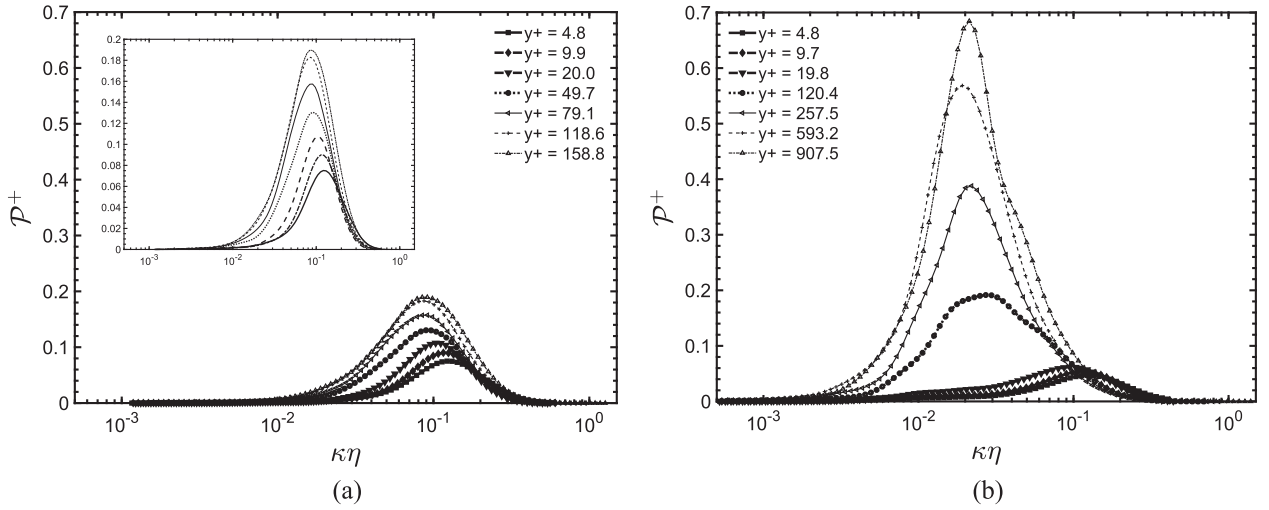 0.7
0.6
0.5
0.4
0.3
0.2
0.1
0
𝒫+
10-3
10-2
10-1
100
κη
0.2
0.18
0.16
0.14
0.12
0.1
0.08
0.06
0.04
0.02
0
10-3
10-2
10-1
100
y+ = 4.8
y+ = 9.9
y+ = 20.0
y+ = 49.7
y+ = 79.1
y+ = 118.6
y+ = 158.8
(a)
0.7
0.6
0.5
0.4
0.3
0.2
0.1
0
𝒫+
10-3
10-2
10-1
100
κη
y+ = 4.8
y+ = 9.7
y+ = 19.8
y+ = 120.4
y+ = 257.5
y+ = 593.2
y+ = 907.5
(b)